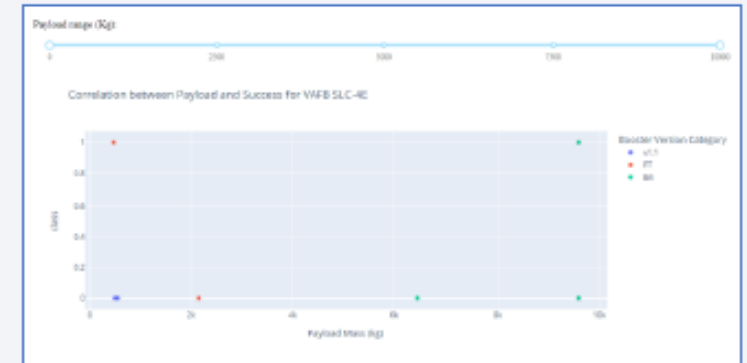 Payload range (Kg):
0 2500 5000 7500 10000
Correlation between Payload and Success for VAFB SLC-4E
Booster Version Category
v1.1
FT
B4
1
0.8
0.6
0.4
0.2
0
class
0 2k 4k 6k 8k 10k
Payload Mass (kg)